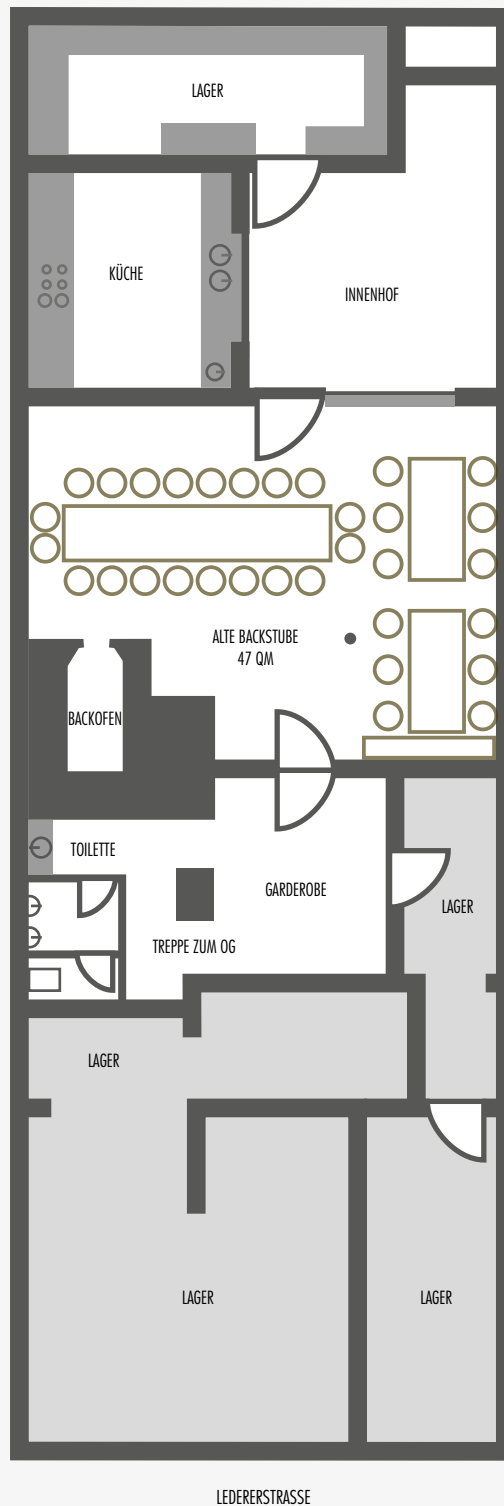 LAGER
KÜCHE
INNENHOF
ALTE BACKSTUBE
47 QM
BACKOFEN
TOILETTE
GARDEROBE
LAGER
TREPPE ZUM OG
LAGER
LAGER
LAGER
LEDERERSTRASSE